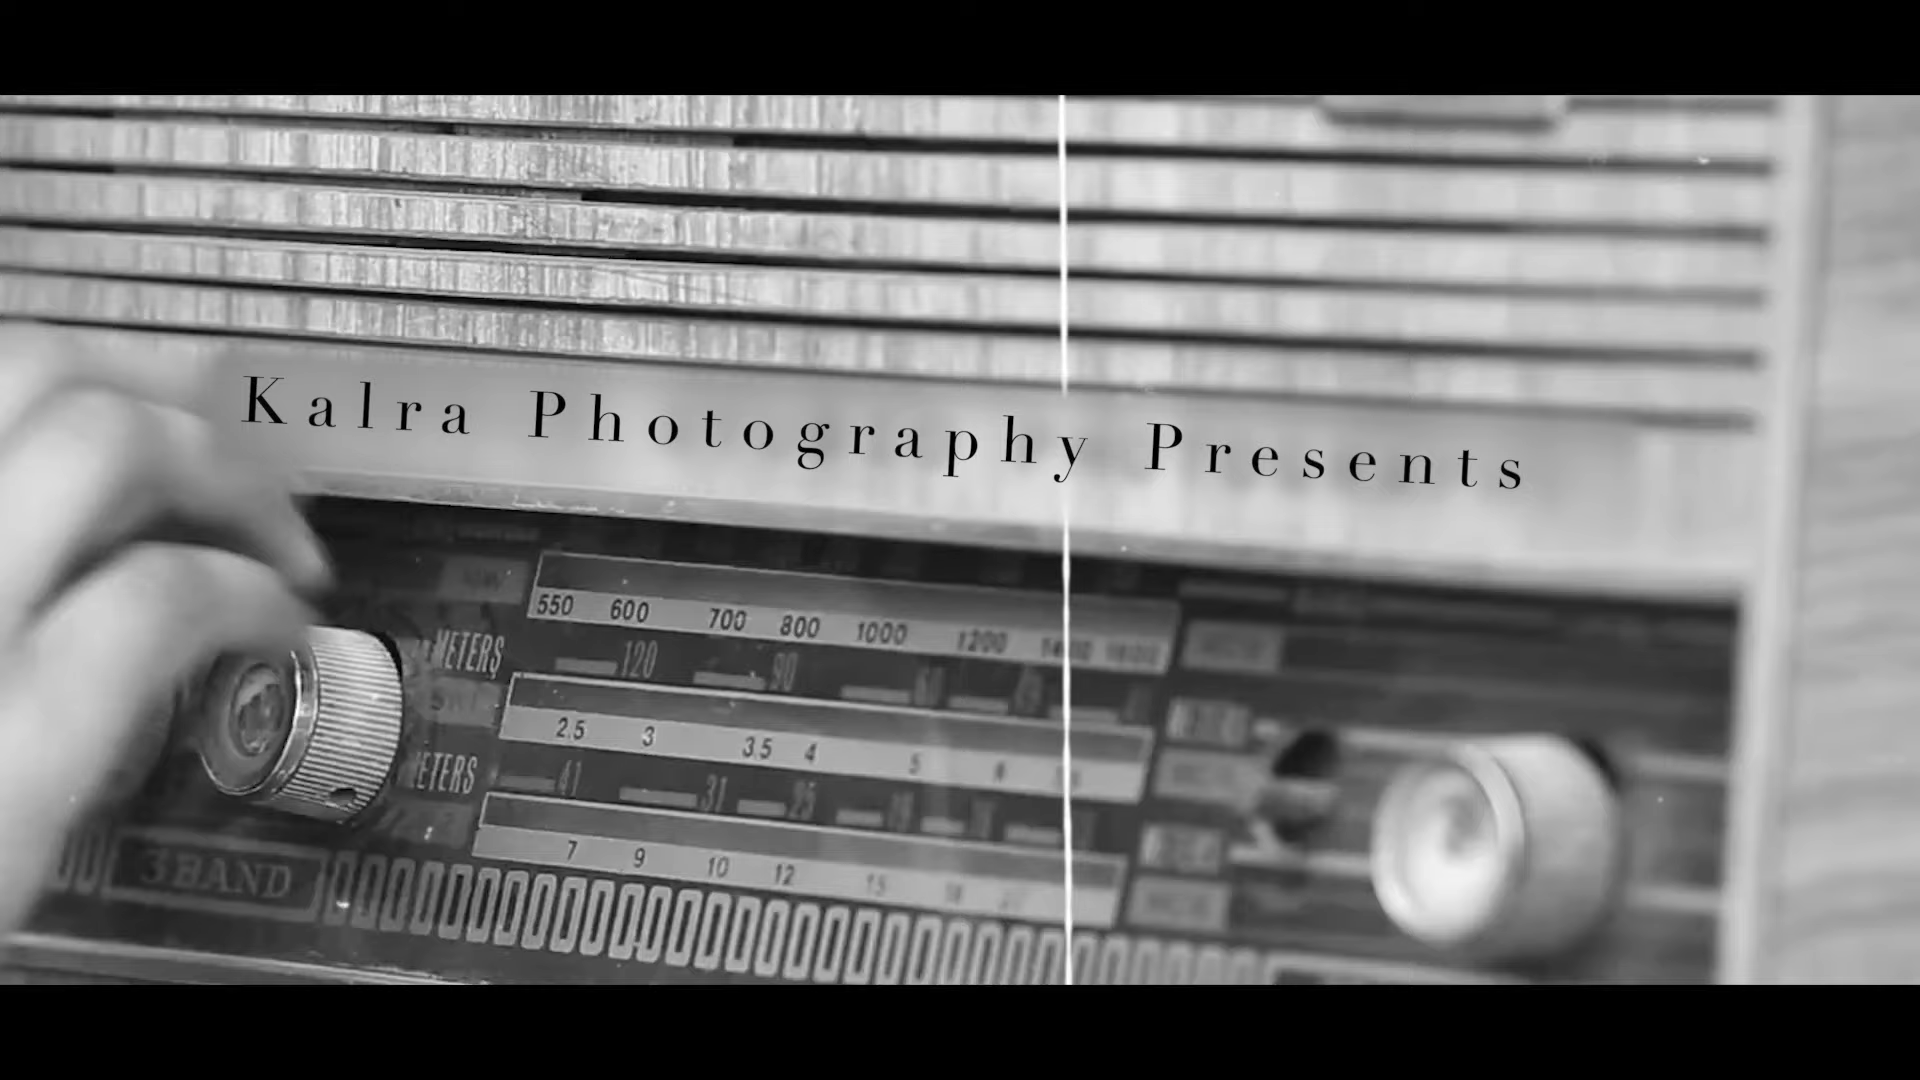 Kalra Photography Presents
550 600 700 800 1000 1200
METERS 120 90
2.5 3 3.5 4 5
METERS 41 31 25
7 9 10 12 15
3 BAND